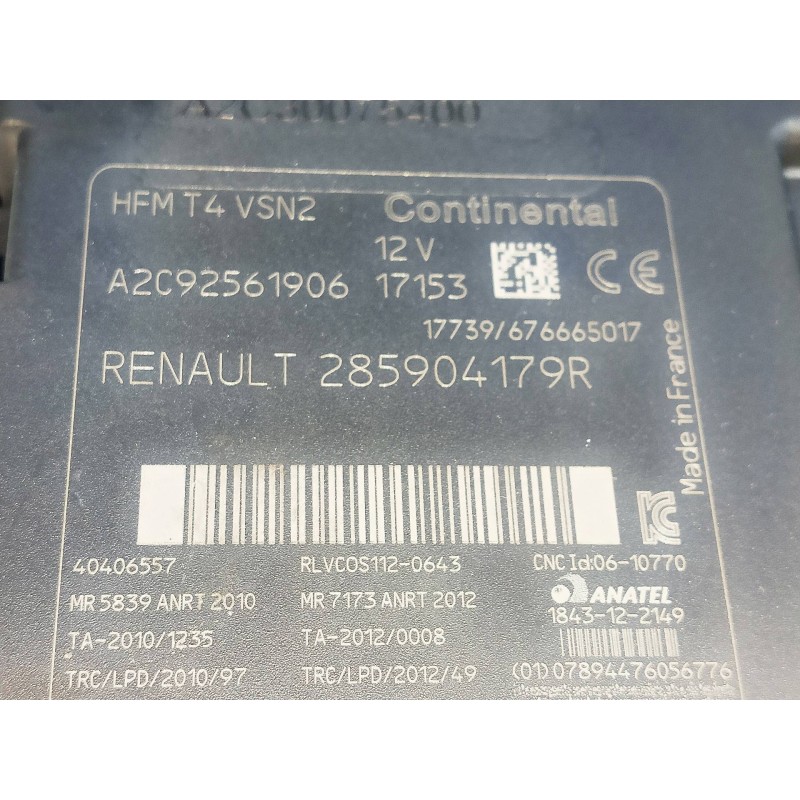 A2C30075400
HFM T4 VSN2 Continental
12 V
A2C92561906 17153 CE
17739/676665017
RENAULT 285904179R
Made in France
40406557 RLVCOS112-0643 CNC Id:06-10770
MR 5839 ANRT 2010 MR 7173 ANRT 2012 ANATEL
1843-12-2149
TA-2010/1235 TA-2012/0008
TRC/LPD/2010/97 TRC/LPD/2012/49 (01)07894476056776